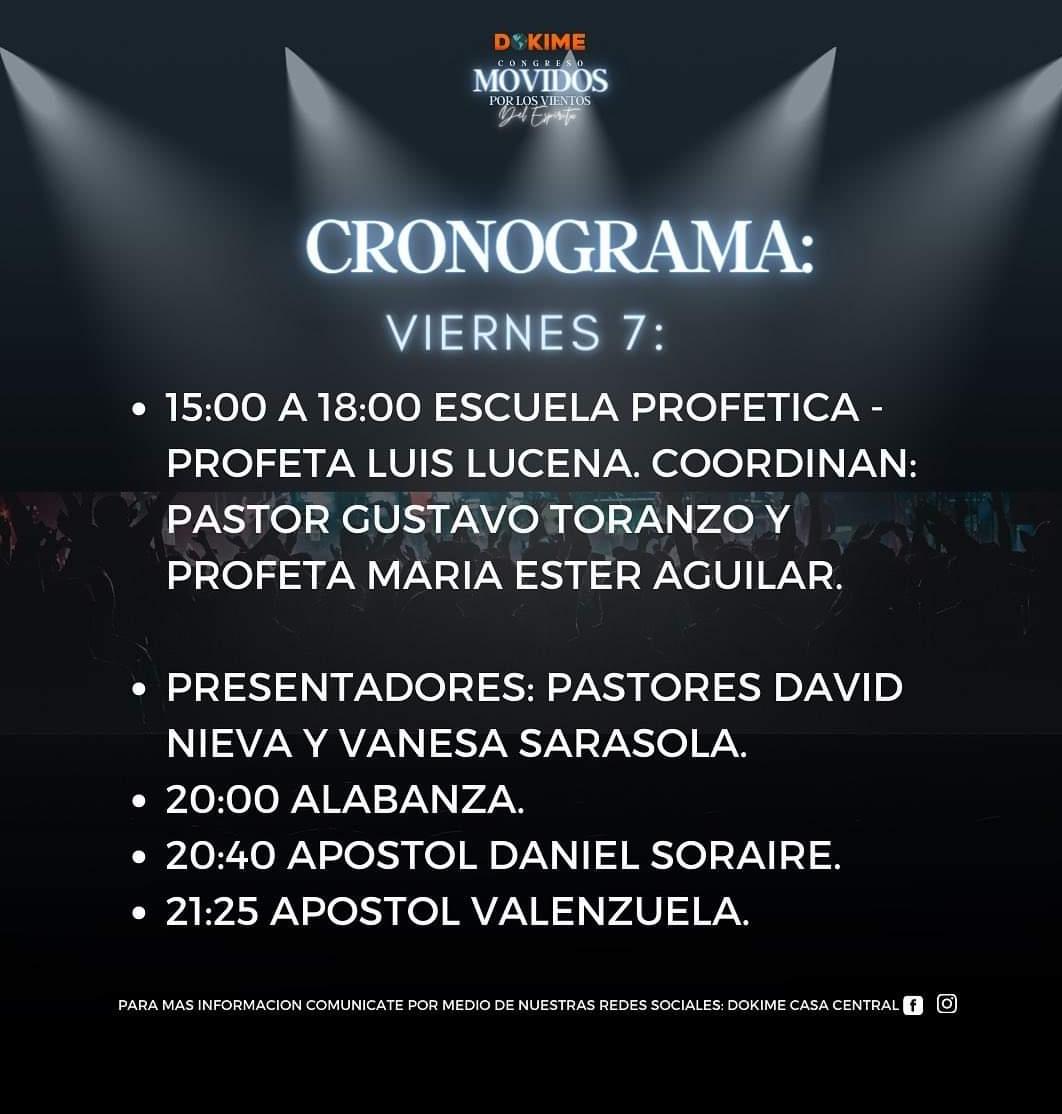 DOKIME
CONGRESO
MOVIDOS
POR LOS VIENTOS
Del Espiritu
CRONOGRAMA:
VIERNES 7:
• 15:00 A 18:00 ESCUELA PROFETICA -
PROFETA LUIS LUCENA. COORDINAN:
PASTOR GUSTAVO TORANZO Y
PROFETA MARIA ESTER AGUILAR.
• PRESENTADORES: PASTORES DAVID
NIEVA Y VANESA SARASOLA.
• 20:00 ALABANZA.
• 20:40 APOSTOL DANIEL SORAIRE.
• 21:25 APOSTOL VALENZUELA.
PARA MAS INFORMACION COMUNICATE POR MEDIO DE NUESTRAS REDES SOCIALES: DOKIME CASA CENTRAL